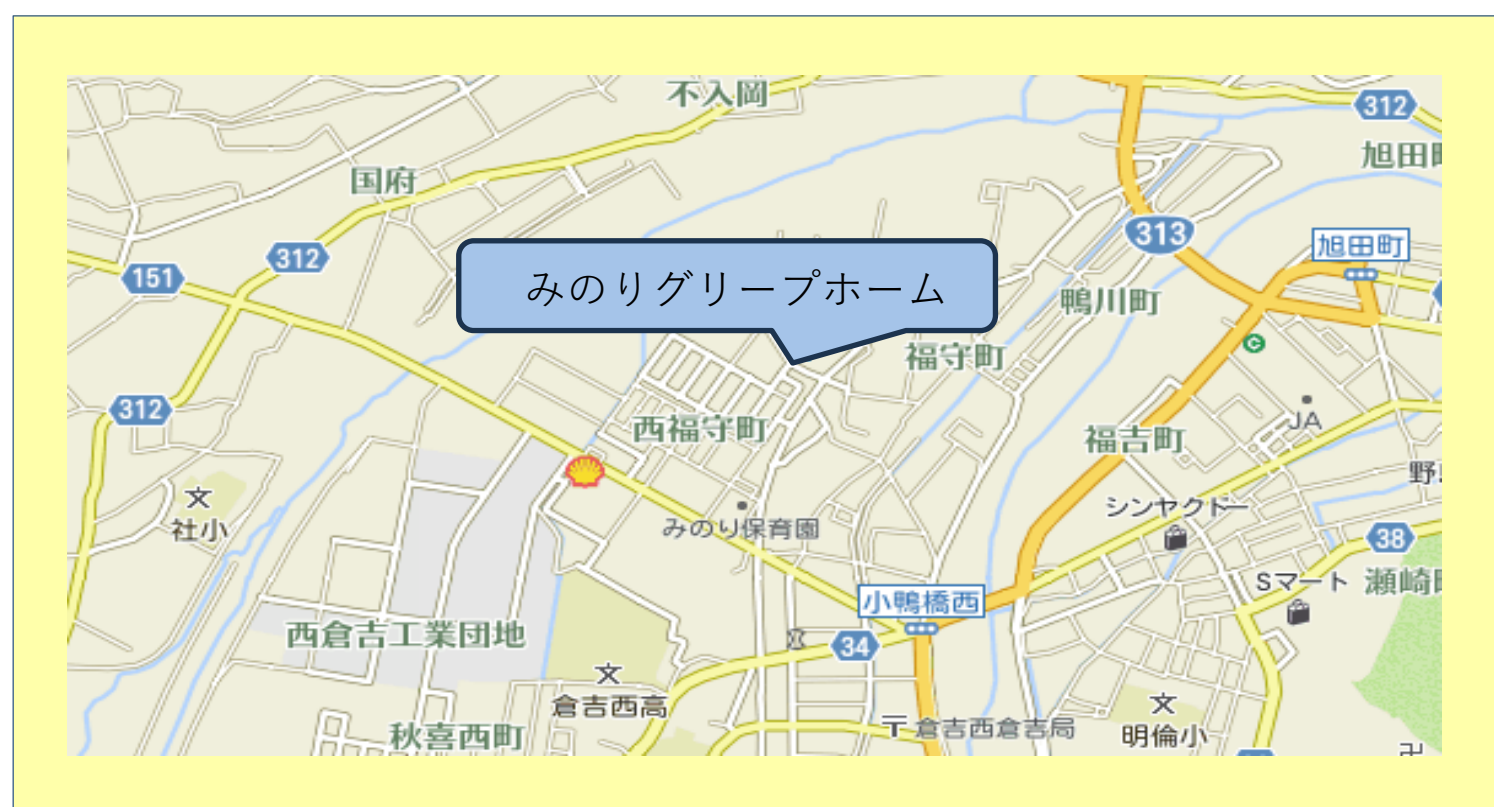 不入岡
312
旭田町
国府
313
旭田町
312
151
みのりグリープホーム
鴨川町
福守町
312
JA
西福守町
福吉町
文
社小
シンヤクドー
みのり保育園
38
Sマート
瀬崎町
小鴨橋西
西倉吉工業団地
34
文
倉吉西高
文
明倫小
〒倉吉西倉吉局
秋喜西町